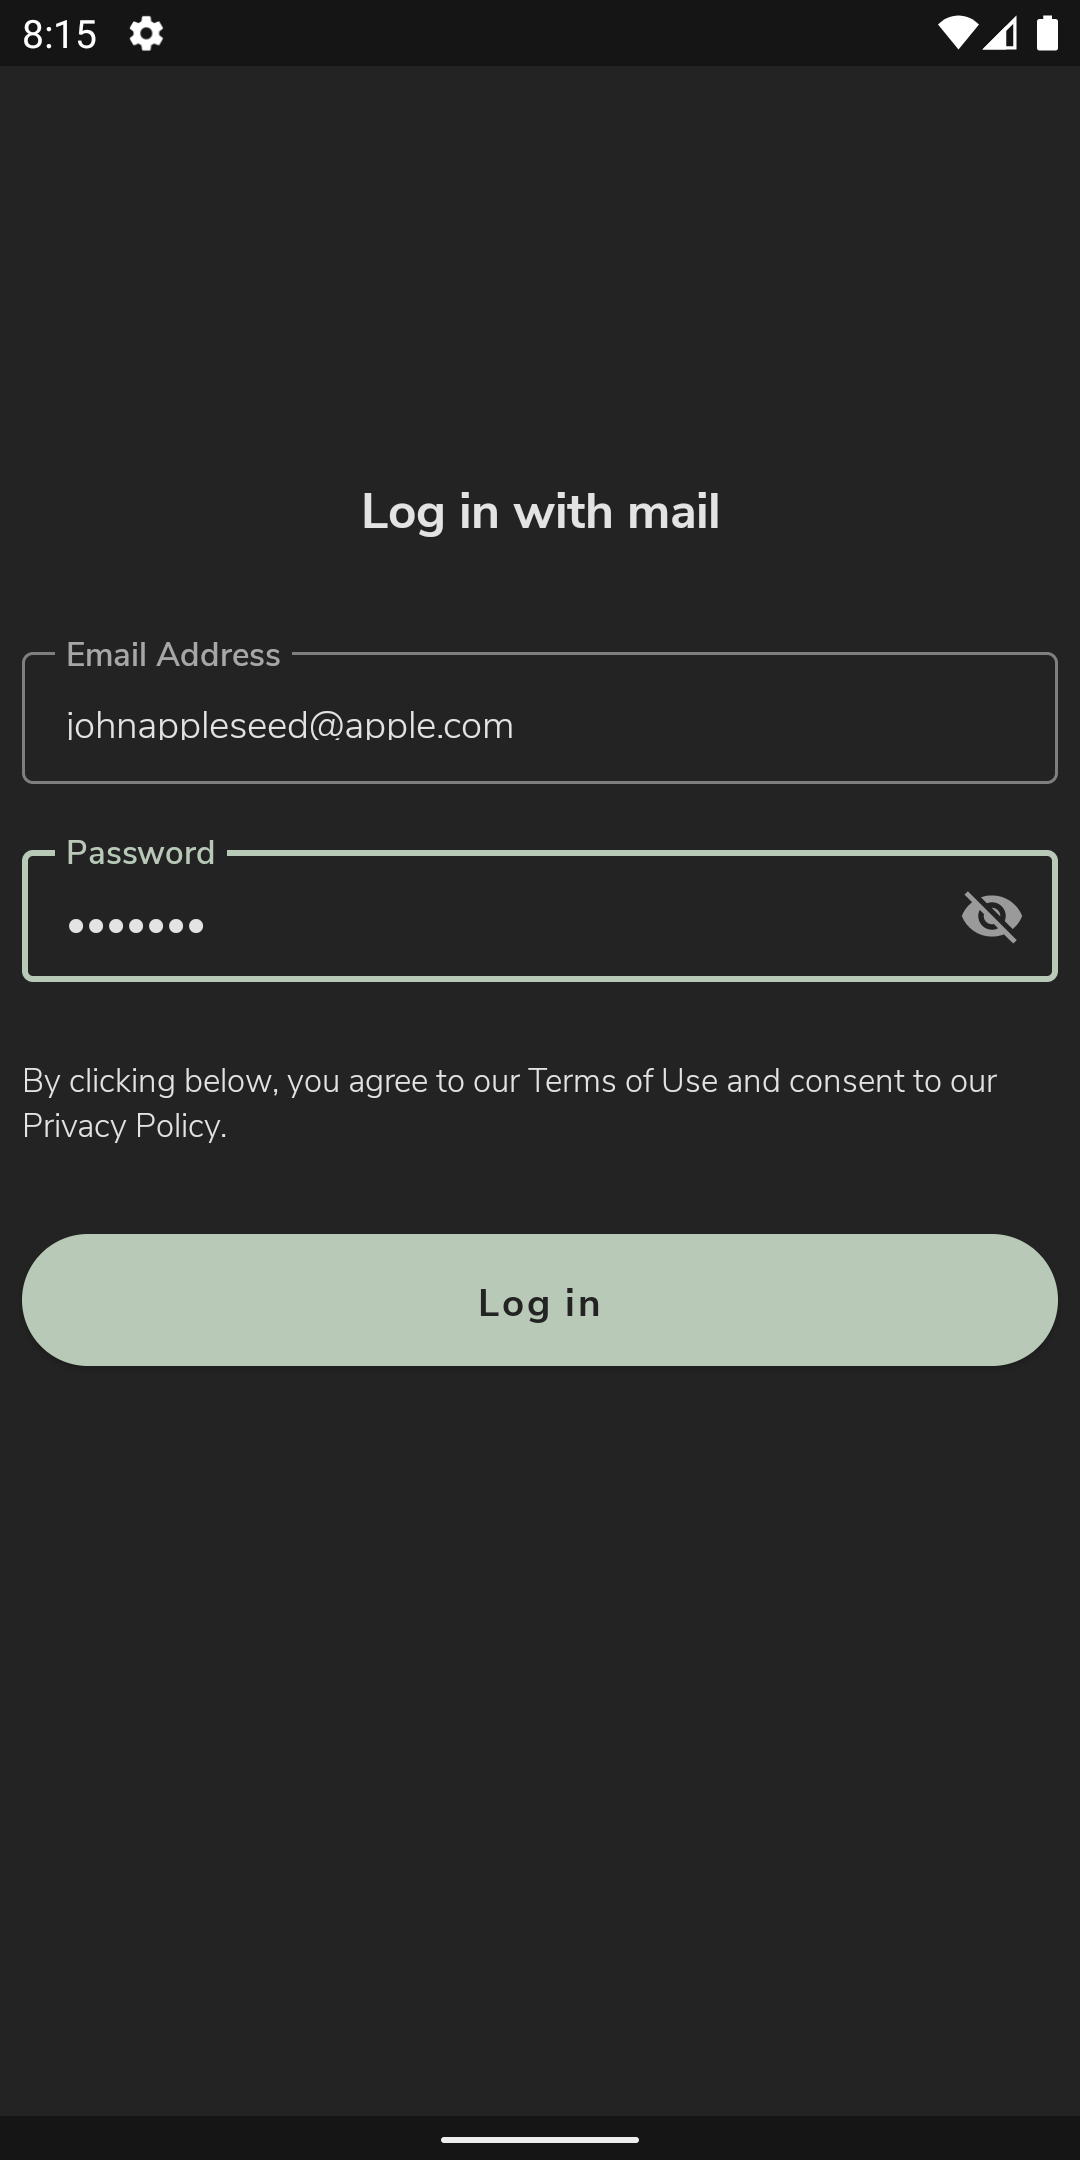 8:15
Log in with mail
Email Address
johnappleseed@apple.com
Password
•••••••
By clicking below, you agree to our Terms of Use and consent to our
Privacy Policy.
Log in